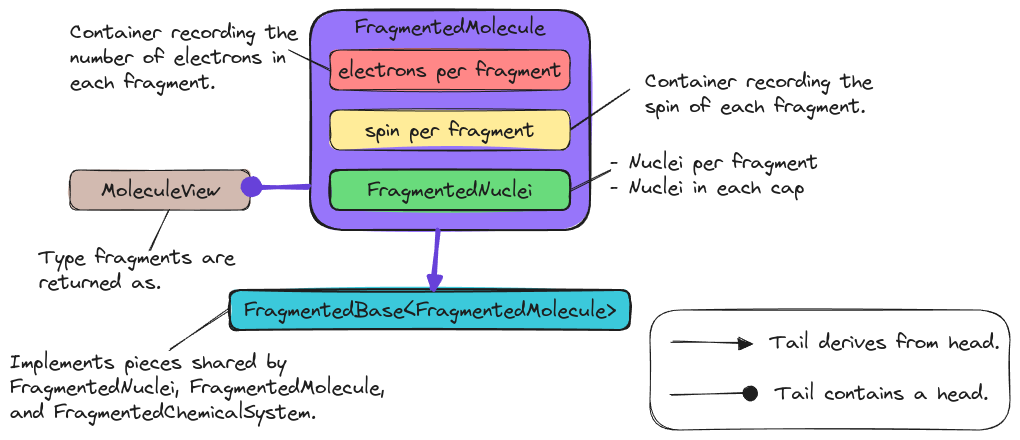 FragmentedMolecule
Container recording the
number of electrons in
each fragment.
electrons per fragment
Container recording the
spin of each fragment.
spin per fragment
- Nuclei per fragment
- Nuclei in each cap
MoleculeView
FragmentedNuclei
Type fragments are
returned as.
FragmentedBase<FragmentedMolecule>
Implements pieces shared by
FragmentedNuclei, FragmentedMolecule,
and FragmentedChemicalSystem.
Tail derives from head.
Tail contains a head.